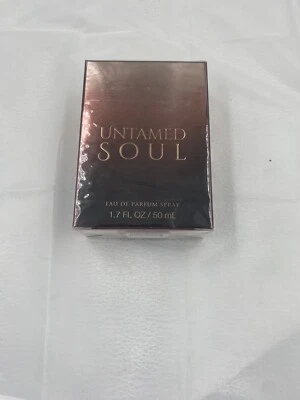 UNTAMED
SOUL
EAU DE PARFUM SPRAY
1.7 FL OZ / 50 mL